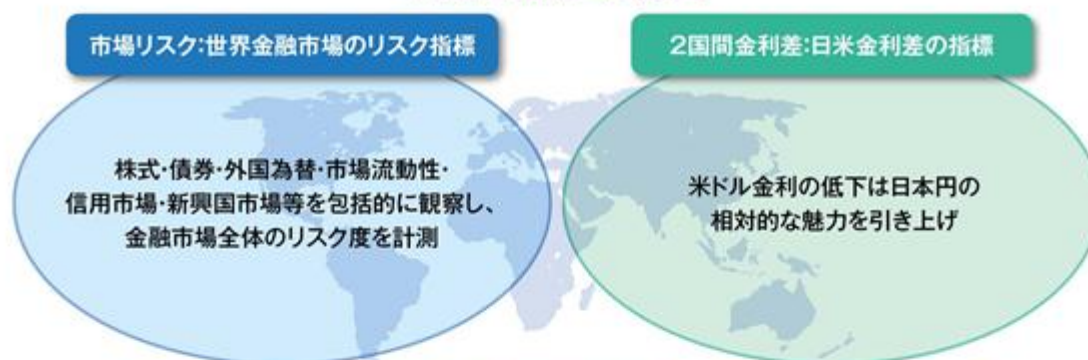 市場リスク:世界金融市場のリスク指標
株式・債券・外国為替・市場流動性・
信用市場・新興国市場等を包括的に観察し、
金融市場全体のリスク度を計測
2国間金利差:日米金利差の指標
米ドル金利の低下は日本円の
相対的な魅力を引き上げ